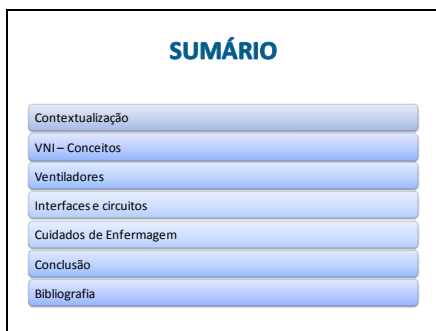 SUMÁRIO
Contextualização
VNI – Conceitos
Ventiladores
Interfaces e circuitos
Cuidados de Enfermagem
Conclusão
Bibliografia